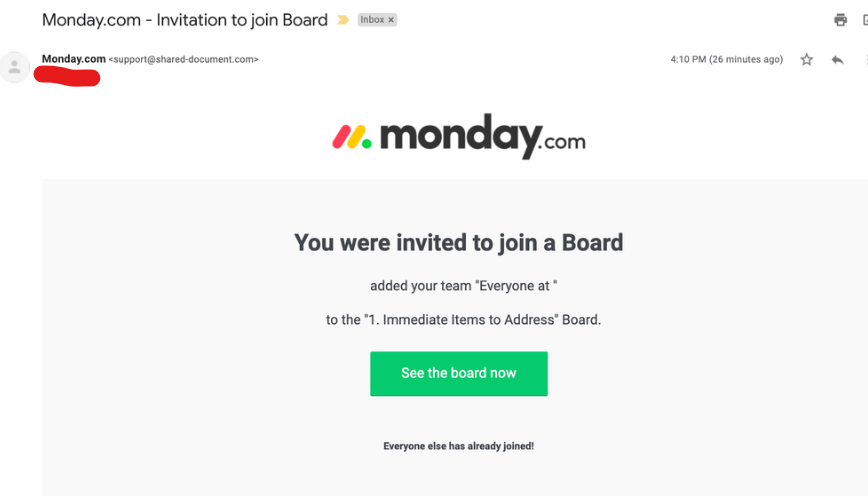 Monday.com - Invitation to join Board
Inbox ×
Monday.com <support@shared-document.com>
4:10 PM (26 minutes ago)
monday.com
You were invited to join a Board
added your team "Everyone at "
to the "1. Immediate Items to Address" Board.
See the board now
Everyone else has already joined!